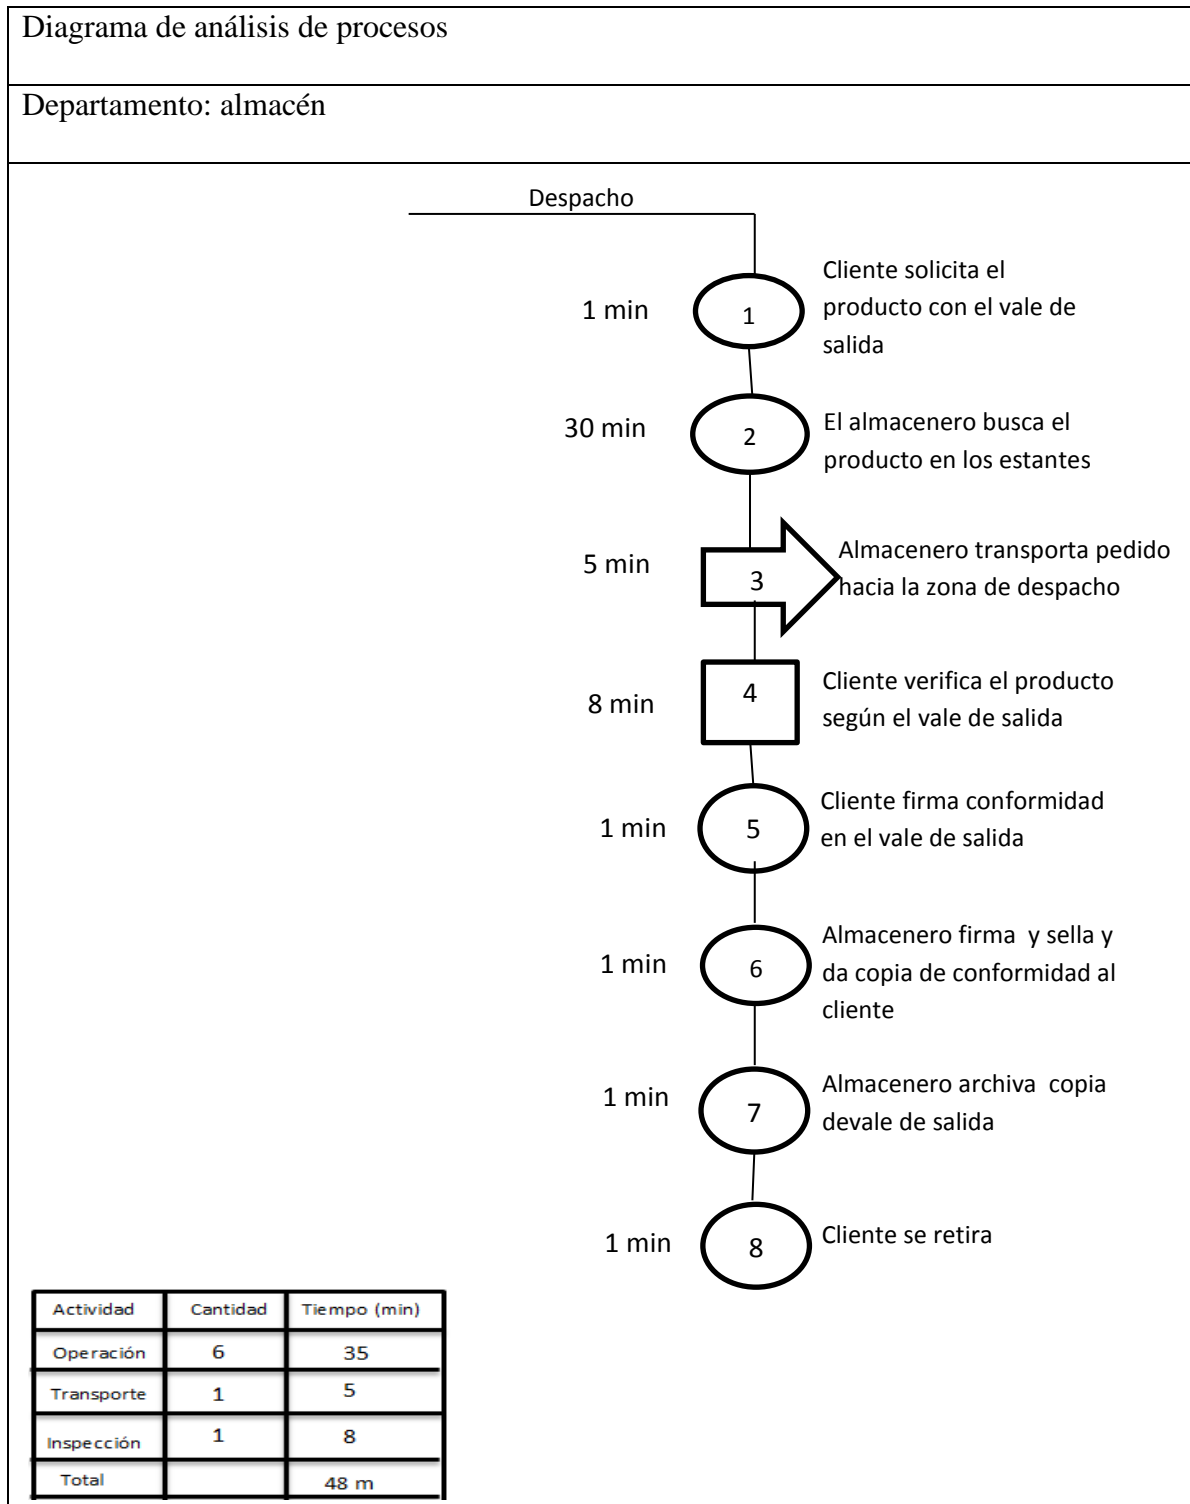 Diagrama de análisis de procesos
Departamento: almacén
Despacho
1 min
1
Cliente solicita el
producto con el vale de
salida
30 min
2
El almacenero busca el
producto en los estantes
5 min
3
Almacenero transporta pedido
hacia la zona de despacho
8 min
4
Cliente verifica el producto
según el vale de salida
1 min
5
Cliente firma conformidad
en el vale de salida
1 min
6
Almacenero firma  y sella y
da copia de conformidad al
cliente
1 min
7
Almacenero archiva  copia
devale de salida
1 min
8
Cliente se retira
Actividad Cantidad Tiempo (min)
Operación 6 35
Transporte 1 5
Inspección 1 8
Total 48 m